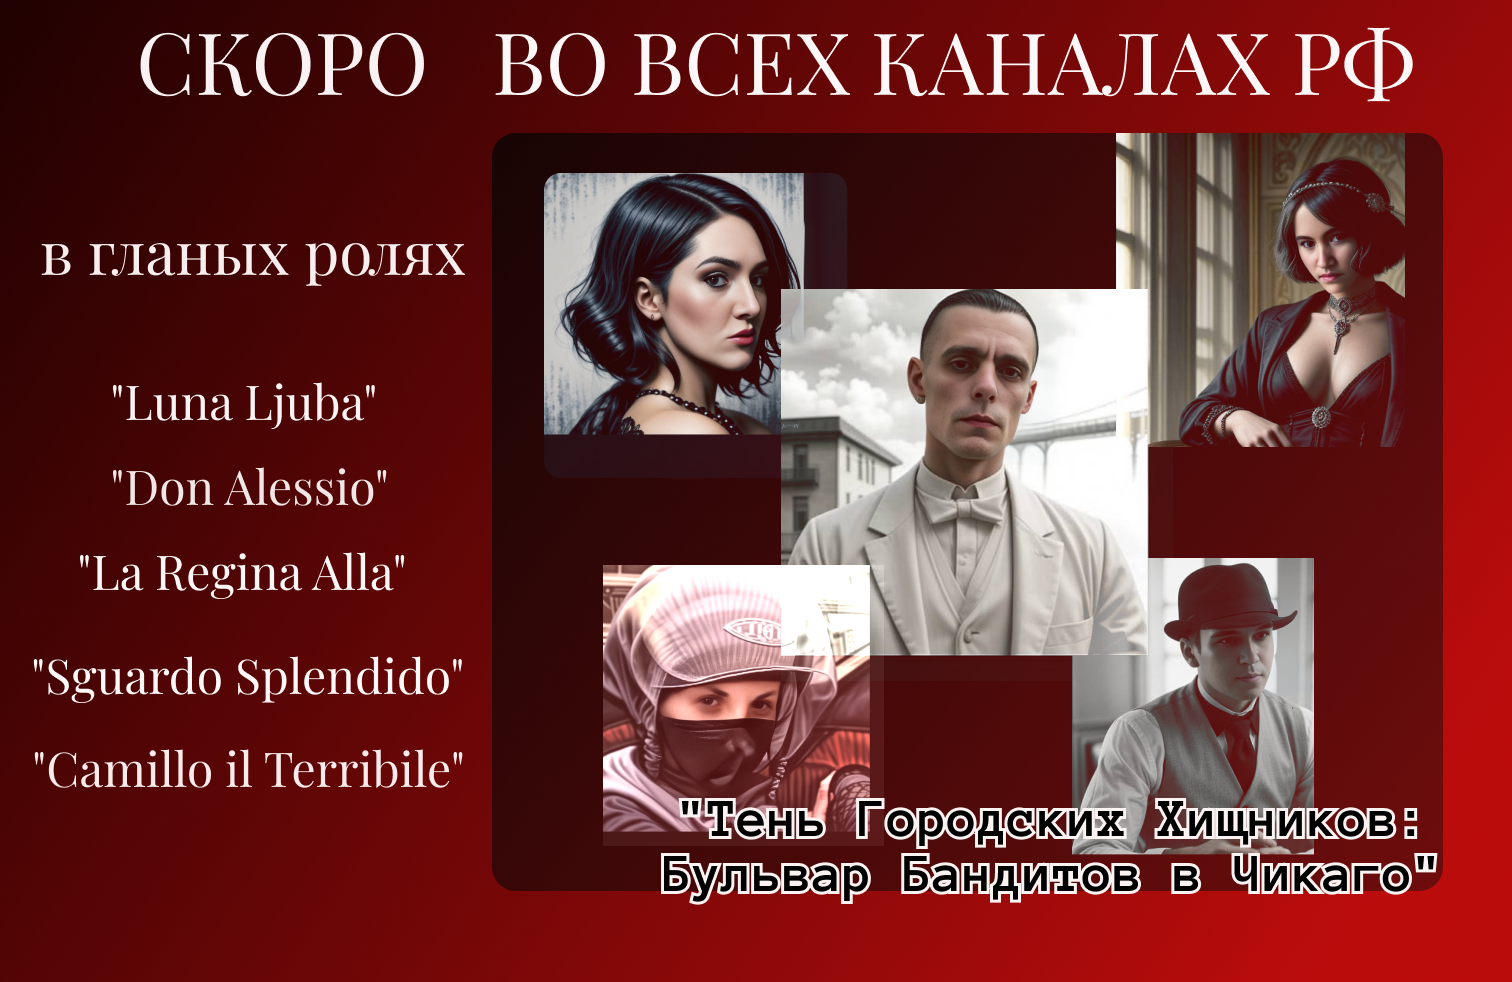 СКОРО ВО ВСЕХ КАНАЛАХ РФ
в гланых ролях
"Luna Ljuba"
"Don Alessio"
"La Regina Alla"
"Sguardo Splendido"
"Camillo il Terribile"
"Тень Городских Хищников:
Бульвар Бандитов в Чикаго"